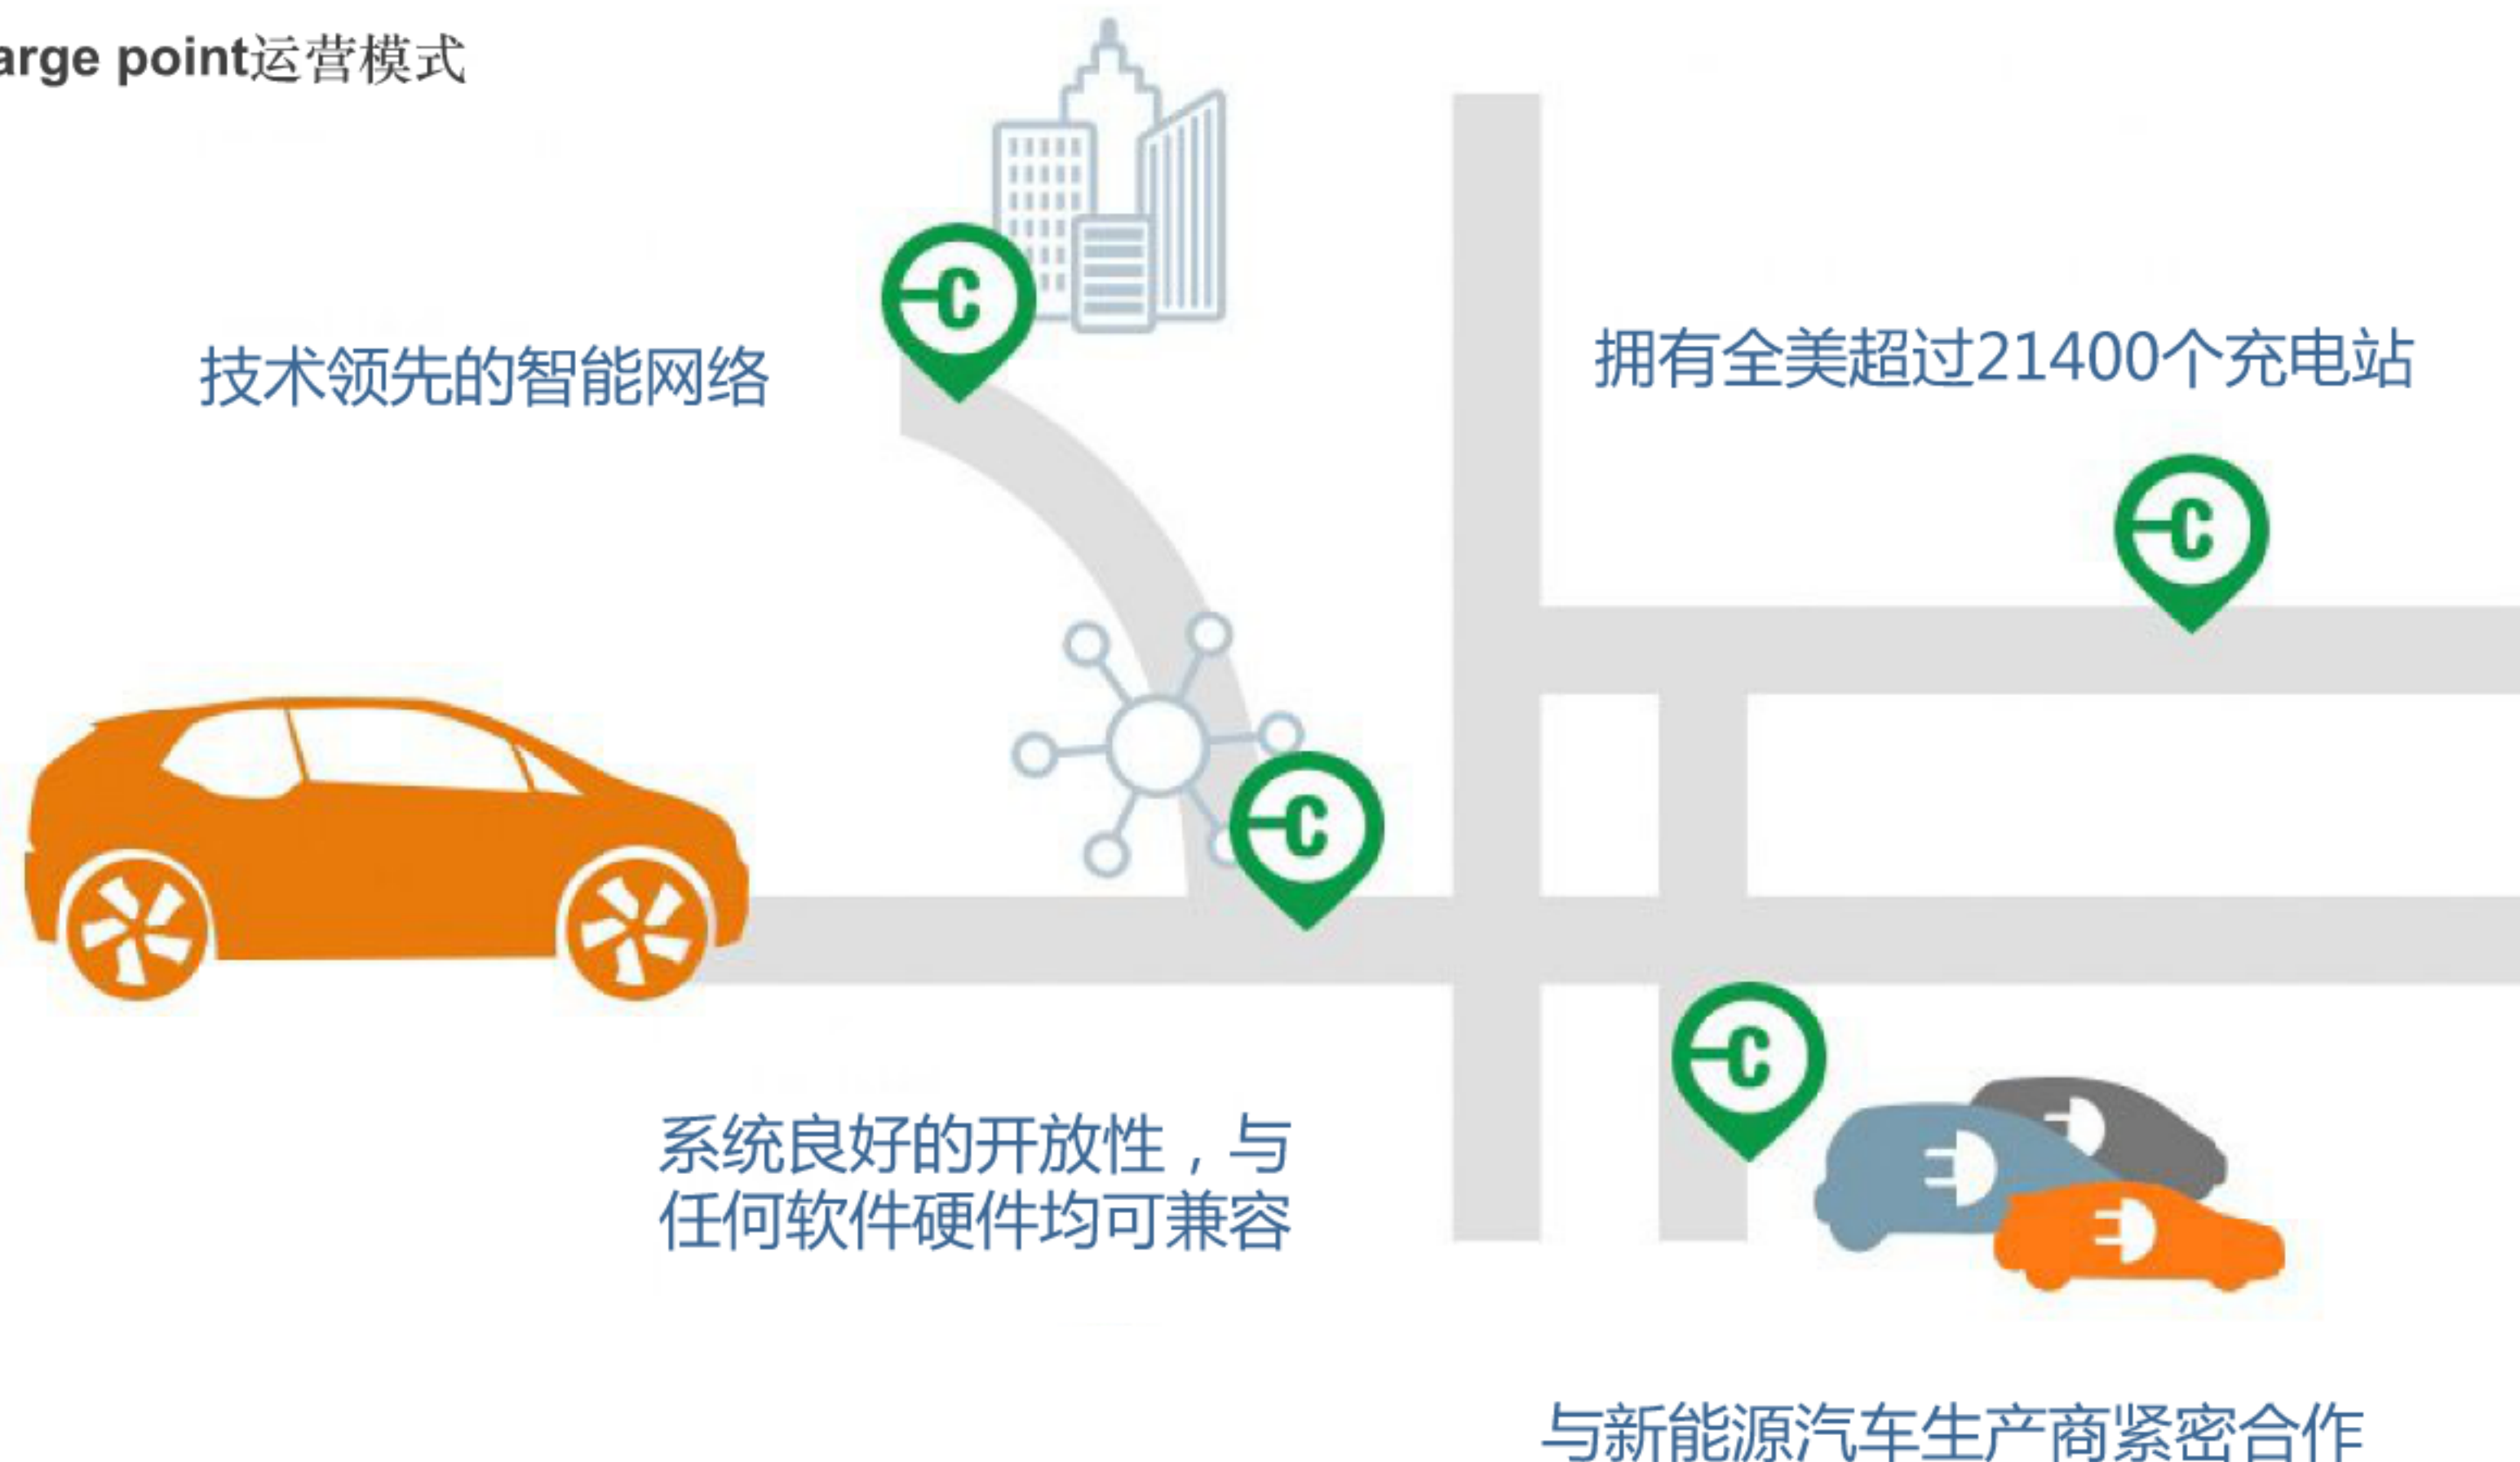 arge point运营模式
技术领先的智能网络
拥有全美超过21400个充电站
系统良好的开放性，与
任何软件硬件均可兼容
与新能源汽车生产商紧密合作